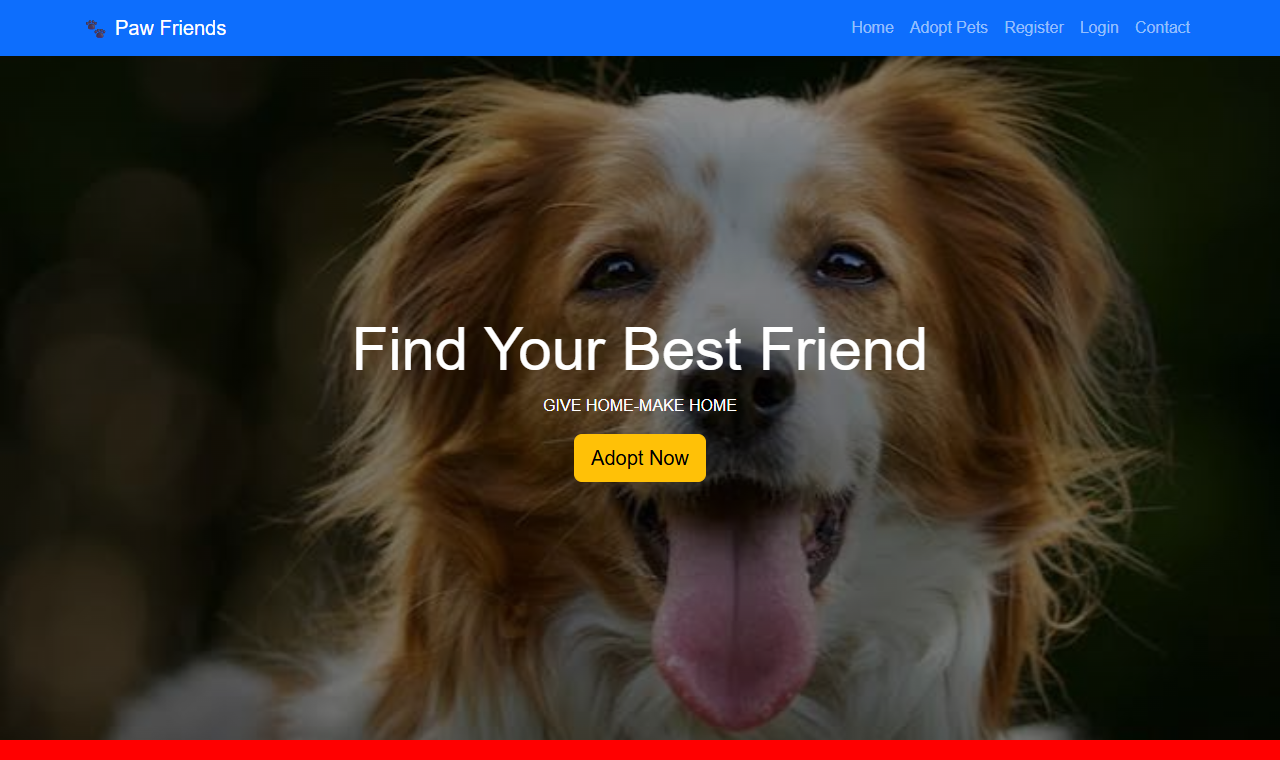 🐾 Paw Friends
Home Adopt Pets Register Login Contact
Find Your Best Friend
GIVE HOME-MAKE HOME
Adopt Now